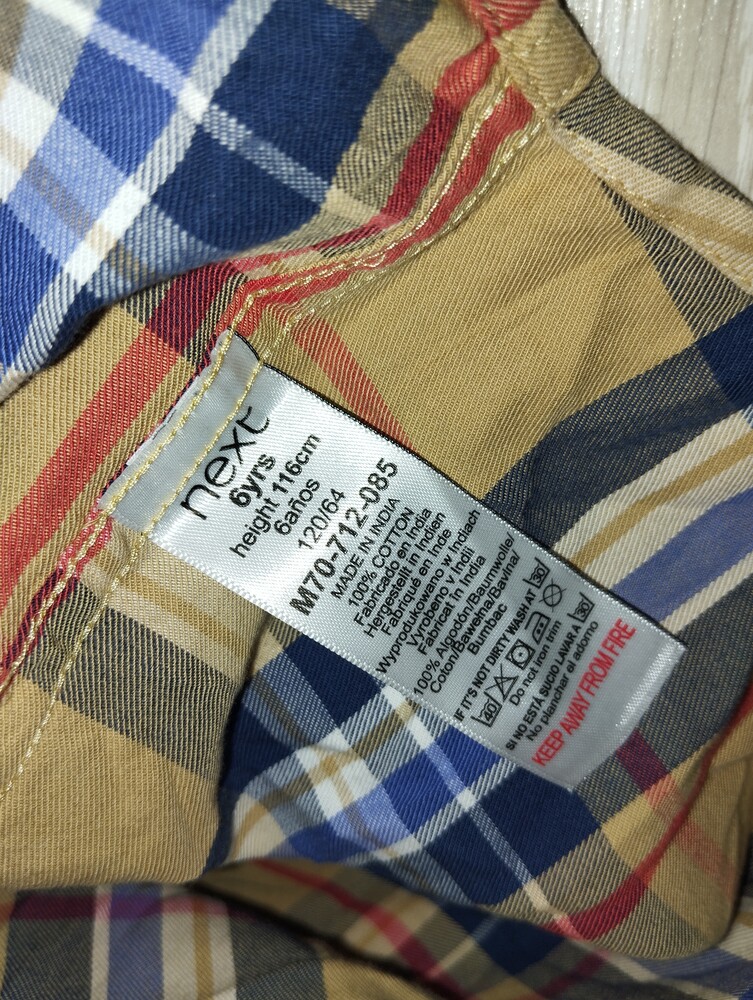 next
6yrs
height 116cm
6años
120/64
M70-712-085
MADE IN INDIA
100% COTTON
Fabricado en India
Hergestellt in Indien
Fabriqué en Inde
Wyprodukowano w Indiach
Vyrobeno v Indii
Fabricat în India
100% Algodón/Baumwolle/
Coton/Bawełna/Bavlna/
Bumbac
IF IT'S NOT DIRTY WASH AT 30
40
Do not iron trim
SI NO ESTÁ SUCIO LAVAR A 30
No planchar el adorno
KEEP AWAY FROM FIRE